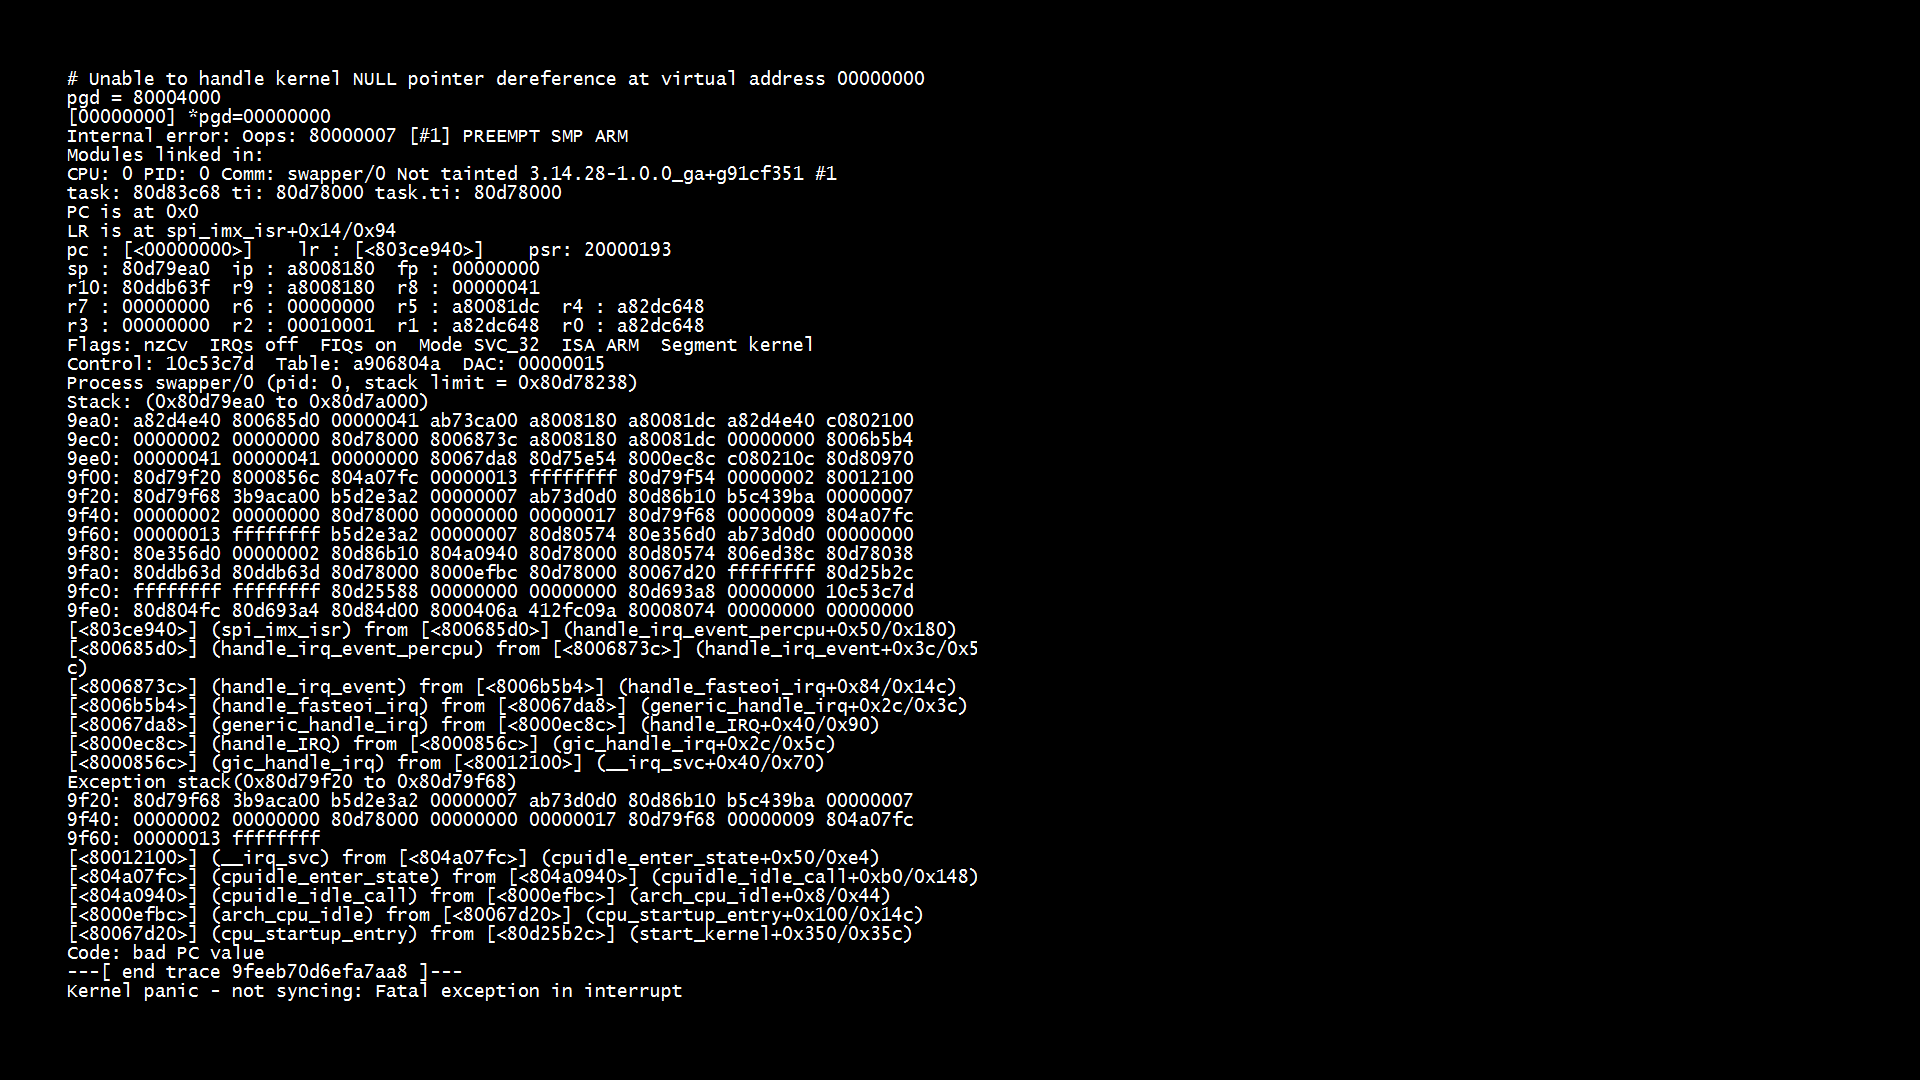 # Unable to handle kernel NULL pointer dereference at virtual address 00000000
pgd = 80004000
[00000000] *pgd=00000000
Internal error: Oops: 80000007 [#1] PREEMPT SMP ARM
Modules linked in:
CPU: 0 PID: 0 Comm: swapper/0 Not tainted 3.14.28-1.0.0_ga+g91cf351 #1
task: 80d83c68 ti: 80d78000 task.ti: 80d78000
PC is at 0x0
LR is at spi_imx_isr+0x14/0x94
pc : [<00000000>]    lr : [<803ce940>]    psr: 20000193
sp : 80d79ea0  ip : a8008180  fp : 00000000
r10: 80ddb63f  r9 : a8008180  r8 : 00000041
r7 : 00000000  r6 : 00000000  r5 : a80081dc  r4 : a82dc648
r3 : 00000000  r2 : 00010001  r1 : a82dc648  r0 : a82dc648
Flags: nzCv  IRQs off  FIQs on  Mode SVC_32  ISA ARM  Segment kernel
Control: 10c53c7d  Table: a906804a  DAC: 00000015
Process swapper/0 (pid: 0, stack limit = 0x80d78238)
Stack: (0x80d79ea0 to 0x80d7a000)
9ea0: a82d4e40 800685d0 00000041 ab73ca00 a8008180 a80081dc a82d4e40 c0802100
9ec0: 00000002 00000000 80d78000 8006873c a8008180 a80081dc 00000000 8006b5b4
9ee0: 00000041 00000041 00000000 80067da8 80d75e54 8000ec8c c080210c 80d80970
9f00: 80d79f20 8000856c 804a07fc 00000013 ffffffff 80d79f54 00000002 80012100
9f20: 80d79f68 3b9aca00 b5d2e3a2 00000007 ab73d0d0 80d86b10 b5c439ba 00000007
9f40: 00000002 00000000 80d78000 00000000 00000017 80d79f68 00000009 804a07fc
9f60: 00000013 ffffffff b5d2e3a2 00000007 80d80574 80e356d0 ab73d0d0 00000000
9f80: 80e356d0 00000002 80d86b10 804a0940 80d78000 80d80574 806ed38c 80d78038
9fa0: 80ddb63d 80ddb63d 80d78000 8000efbc 80d78000 80067d20 ffffffff 80d25b2c
9fc0: ffffffff ffffffff 80d25588 00000000 00000000 80d693a8 00000000 10c53c7d
9fe0: 80d804fc 80d693a4 80d84d00 8000406a 412fc09a 80008074 00000000 00000000
[<803ce940>] (spi_imx_isr) from [<800685d0>] (handle_irq_event_percpu+0x50/0x180)
[<800685d0>] (handle_irq_event_percpu) from [<8006873c>] (handle_irq_event+0x3c/0x5
c)
[<8006873c>] (handle_irq_event) from [<8006b5b4>] (handle_fasteoi_irq+0x84/0x14c)
[<8006b5b4>] (handle_fasteoi_irq) from [<80067da8>] (generic_handle_irq+0x2c/0x3c)
[<80067da8>] (generic_handle_irq) from [<8000ec8c>] (handle_IRQ+0x40/0x90)
[<8000ec8c>] (handle_IRQ) from [<8000856c>] (gic_handle_irq+0x2c/0x5c)
[<8000856c>] (gic_handle_irq) from [<80012100>] (__irq_svc+0x40/0x70)
Exception stack(0x80d79f20 to 0x80d79f68)
9f20: 80d79f68 3b9aca00 b5d2e3a2 00000007 ab73d0d0 80d86b10 b5c439ba 00000007
9f40: 00000002 00000000 80d78000 00000000 00000017 80d79f68 00000009 804a07fc
9f60: 00000013 ffffffff
[<80012100>] (__irq_svc) from [<804a07fc>] (cpuidle_enter_state+0x50/0xe4)
[<804a07fc>] (cpuidle_enter_state) from [<804a0940>] (cpuidle_idle_call+0xb0/0x148)
[<804a0940>] (cpuidle_idle_call) from [<8000efbc>] (arch_cpu_idle+0x8/0x44)
[<8000efbc>] (arch_cpu_idle) from [<80067d20>] (cpu_startup_entry+0x100/0x14c)
[<80067d20>] (cpu_startup_entry) from [<80d25b2c>] (start_kernel+0x350/0x35c)
Code: bad PC value
---[ end trace 9feeb70d6efa7aa8 ]---
Kernel panic - not syncing: Fatal exception in interrupt